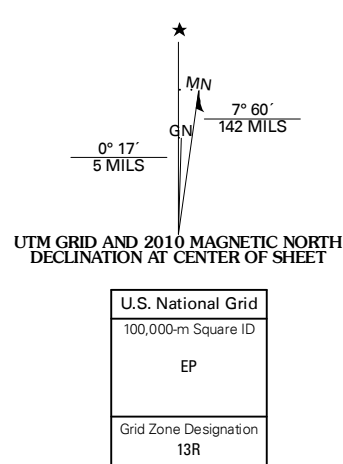 ★
MN
7° 60´
142 MILS
GN
0° 17´
5 MILS
UTM GRID AND 2010 MAGNETIC NORTH
DECLINATION AT CENTER OF SHEET
U.S. National Grid
100,000-m Square ID
EP
Grid Zone Designation
13R